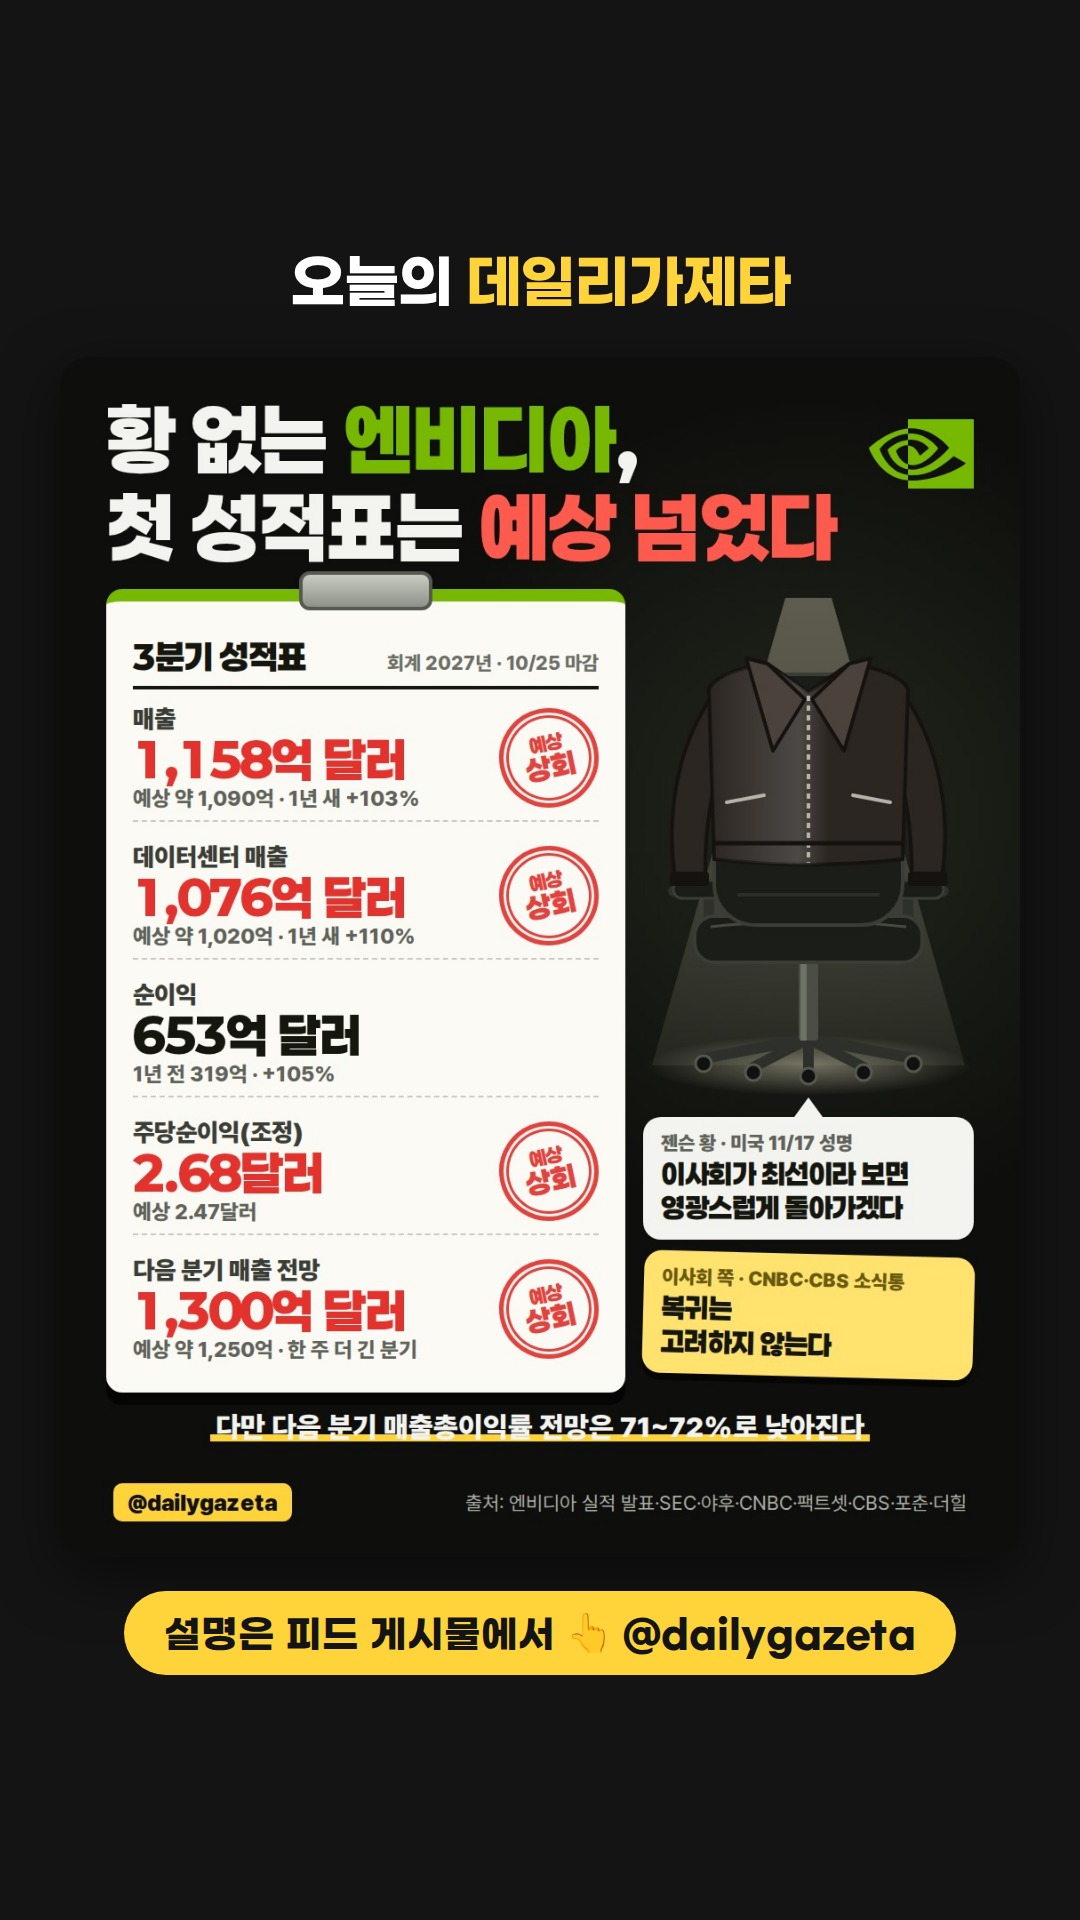 오늘의 데일리가제타
황 없는 엔비디아,
첫 성적표는 예상 넘었다
3분기 성적표
회계 2027년 · 10/25 마감
매출
1,158억 달러
예상 약 1,090억 · 1년 새 +103%
예상
상회
데이터센터 매출
1,076억 달러
예상 약 1,020억 · 1년 새 +110%
예상
상회
순이익
653억 달러
1년 전 319억 · +105%
주당순이익(조정)
2.68달러
예상 2.47달러
예상
상회
다음 분기 매출 전망
1,300억 달러
예상 약 1,250억 · 한 주 더 긴 분기
예상
상회
젠슨 황 · 미국 11/17 성명
이사회가 최선이라 보면
영광스럽게 돌아가겠다
이사회 쪽 · CNBC·CBS 소식통
복귀는
고려하지 않는다
다만 다음 분기 매출총이익률 전망은 71~72%로 낮아진다
@dailygazeta
출처: 엔비디아 실적 발표·SEC·야후·CNBC·팩트셋·CBS·포춘·더힐
설명은 피드 게시물에서 👆 @dailygazeta